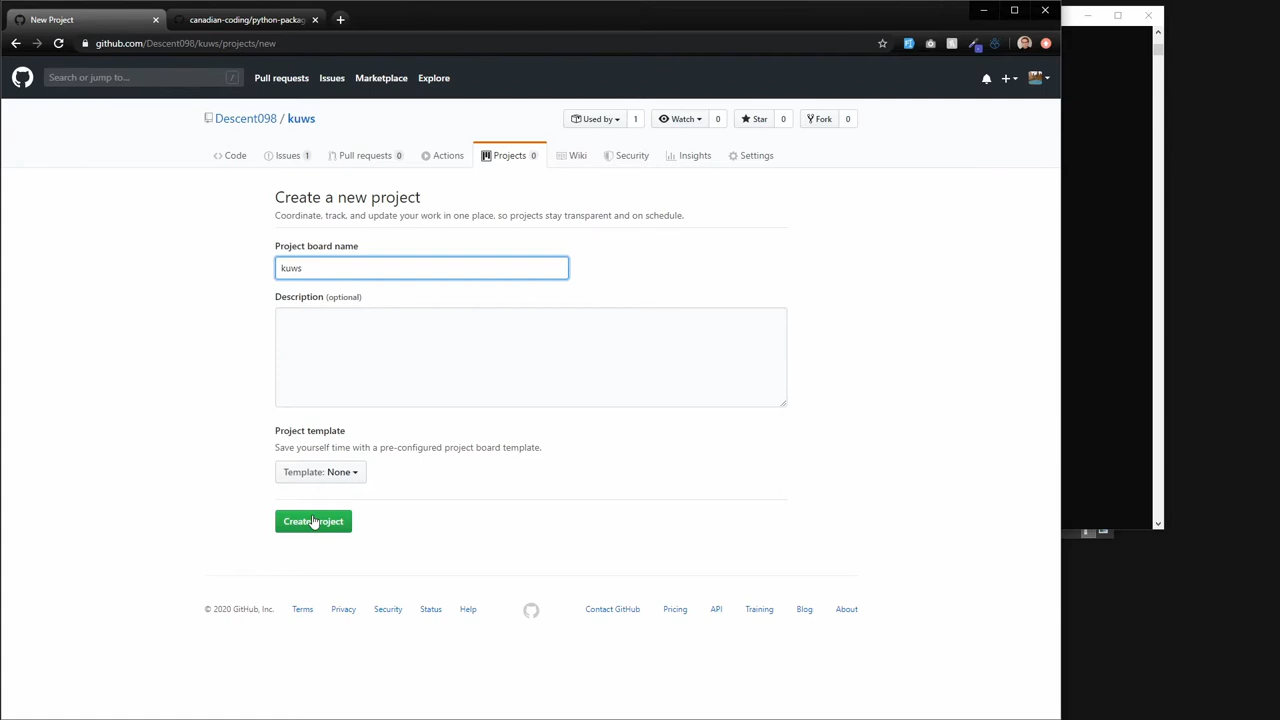 New Project
canadian-coding/python-packag
github.com/Descent098/kuws/projects/new
Search or jump to...
/
Pull requests
Issues
Marketplace
Explore
Descent098 / kuws
Used by 1
Watch 0
Star 0
Fork 0
Code
Issues 1
Pull requests 0
Actions
Projects 0
Wiki
Security
Insights
Settings
Create a new project
Coordinate, track, and update your work in one place, so projects stay transparent and on schedule.
Project board name
kuws
Description (optional)
Project template
Save yourself time with a pre-configured project board template.
Template: None
Create project
© 2020 GitHub, Inc.
Terms
Privacy
Security
Status
Help
Contact GitHub
Pricing
API
Training
Blog
About